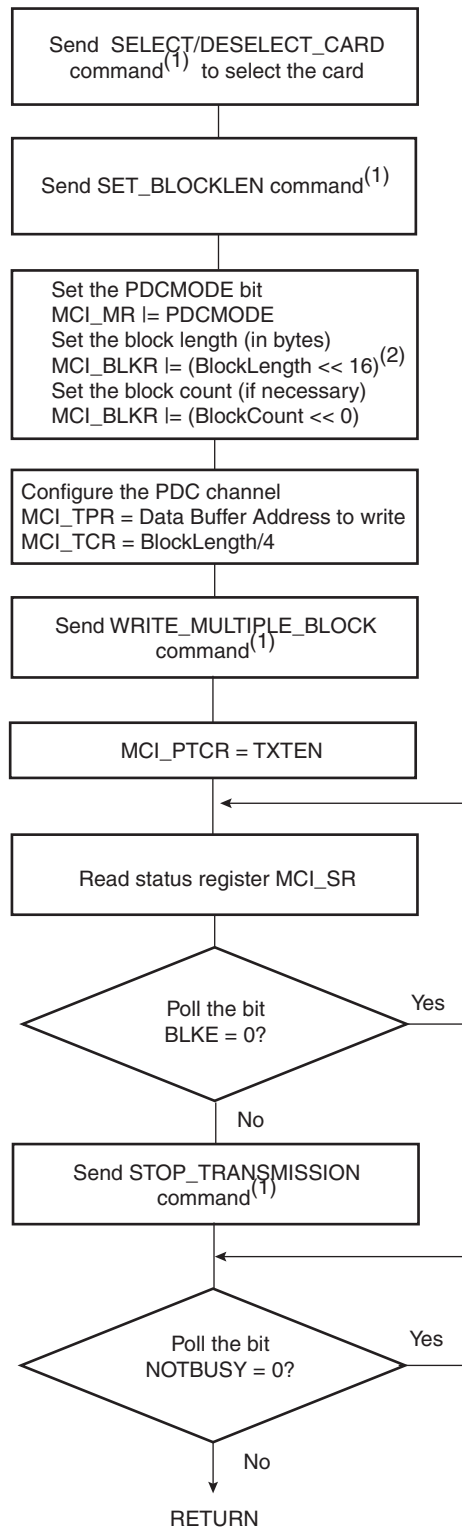 Send SELECT/DESELECT_CARD
command(1) to select the card
Send SET_BLOCKLEN command(1)
Set the PDCMODE bit
MCI_MR |= PDCMODE
Set the block length (in bytes)
MCI_BLKR |= (BlockLength << 16)(2)
Set the block count (if necessary)
MCI_BLKR |= (BlockCount << 0)
Configure the PDC channel
MCI_TPR = Data Buffer Address to write
MCI_TCR = BlockLength/4
Send WRITE_MULTIPLE_BLOCK
command(1)
MCI_PTCR = TXTEN
Read status register MCI_SR
Poll the bit
BLKE = 0?
Yes
No
Send STOP_TRANSMISSION
command(1)
Poll the bit
NOTBUSY = 0?
Yes
No
RETURN